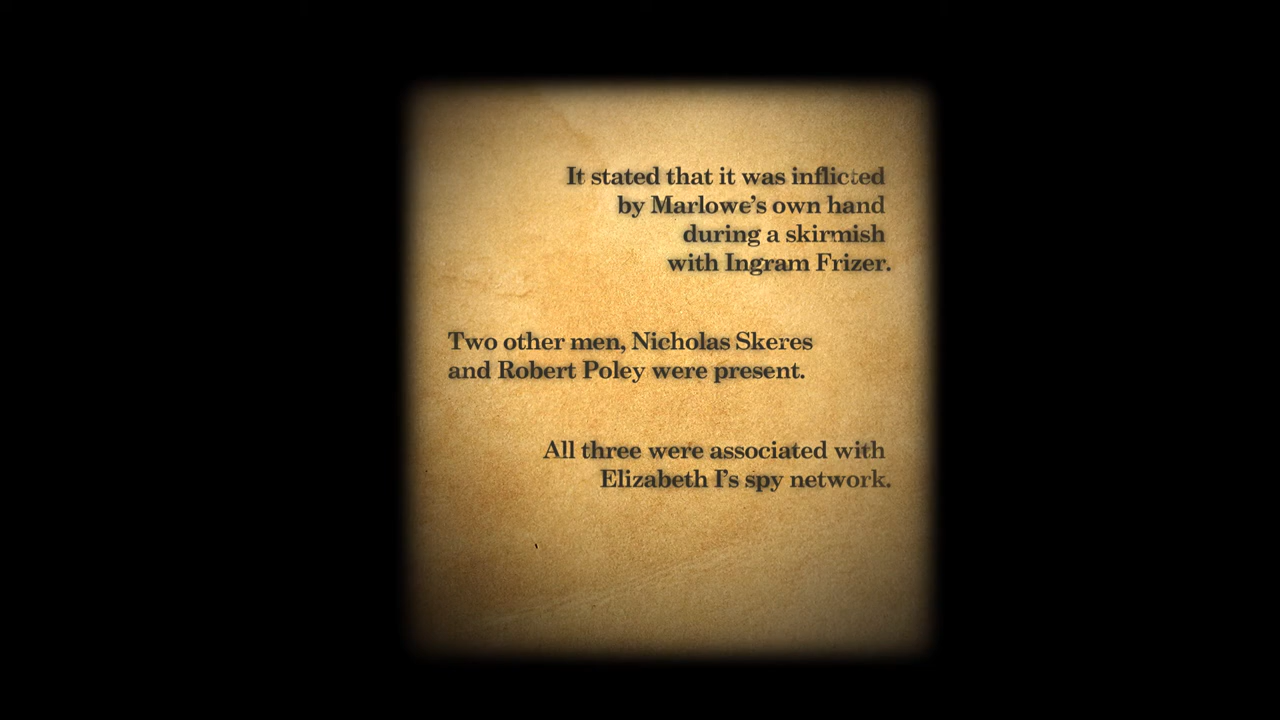 It stated that it was inflicted
by Marlowe's own hand
during a skirmish
with Ingram Frizer.
Two other men, Nicholas Skeres
and Robert Poley were present.
All three were associated with
Elizabeth I's spy network.